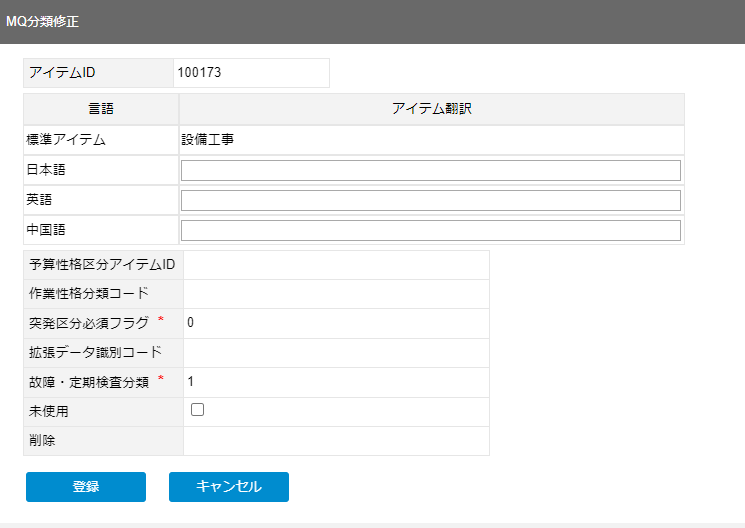 MQ分類修正
アイテムID 100173
言語 アイテム翻訳
標準アイテム 設備工事
日本語
英語
中国語
予算性格区分アイテムID
作業性格分類コード
突発区分必須フラグ * 0
拡張データ識別コード
故障・定期検査分類 * 1
未使用
削除
登録 キャンセル